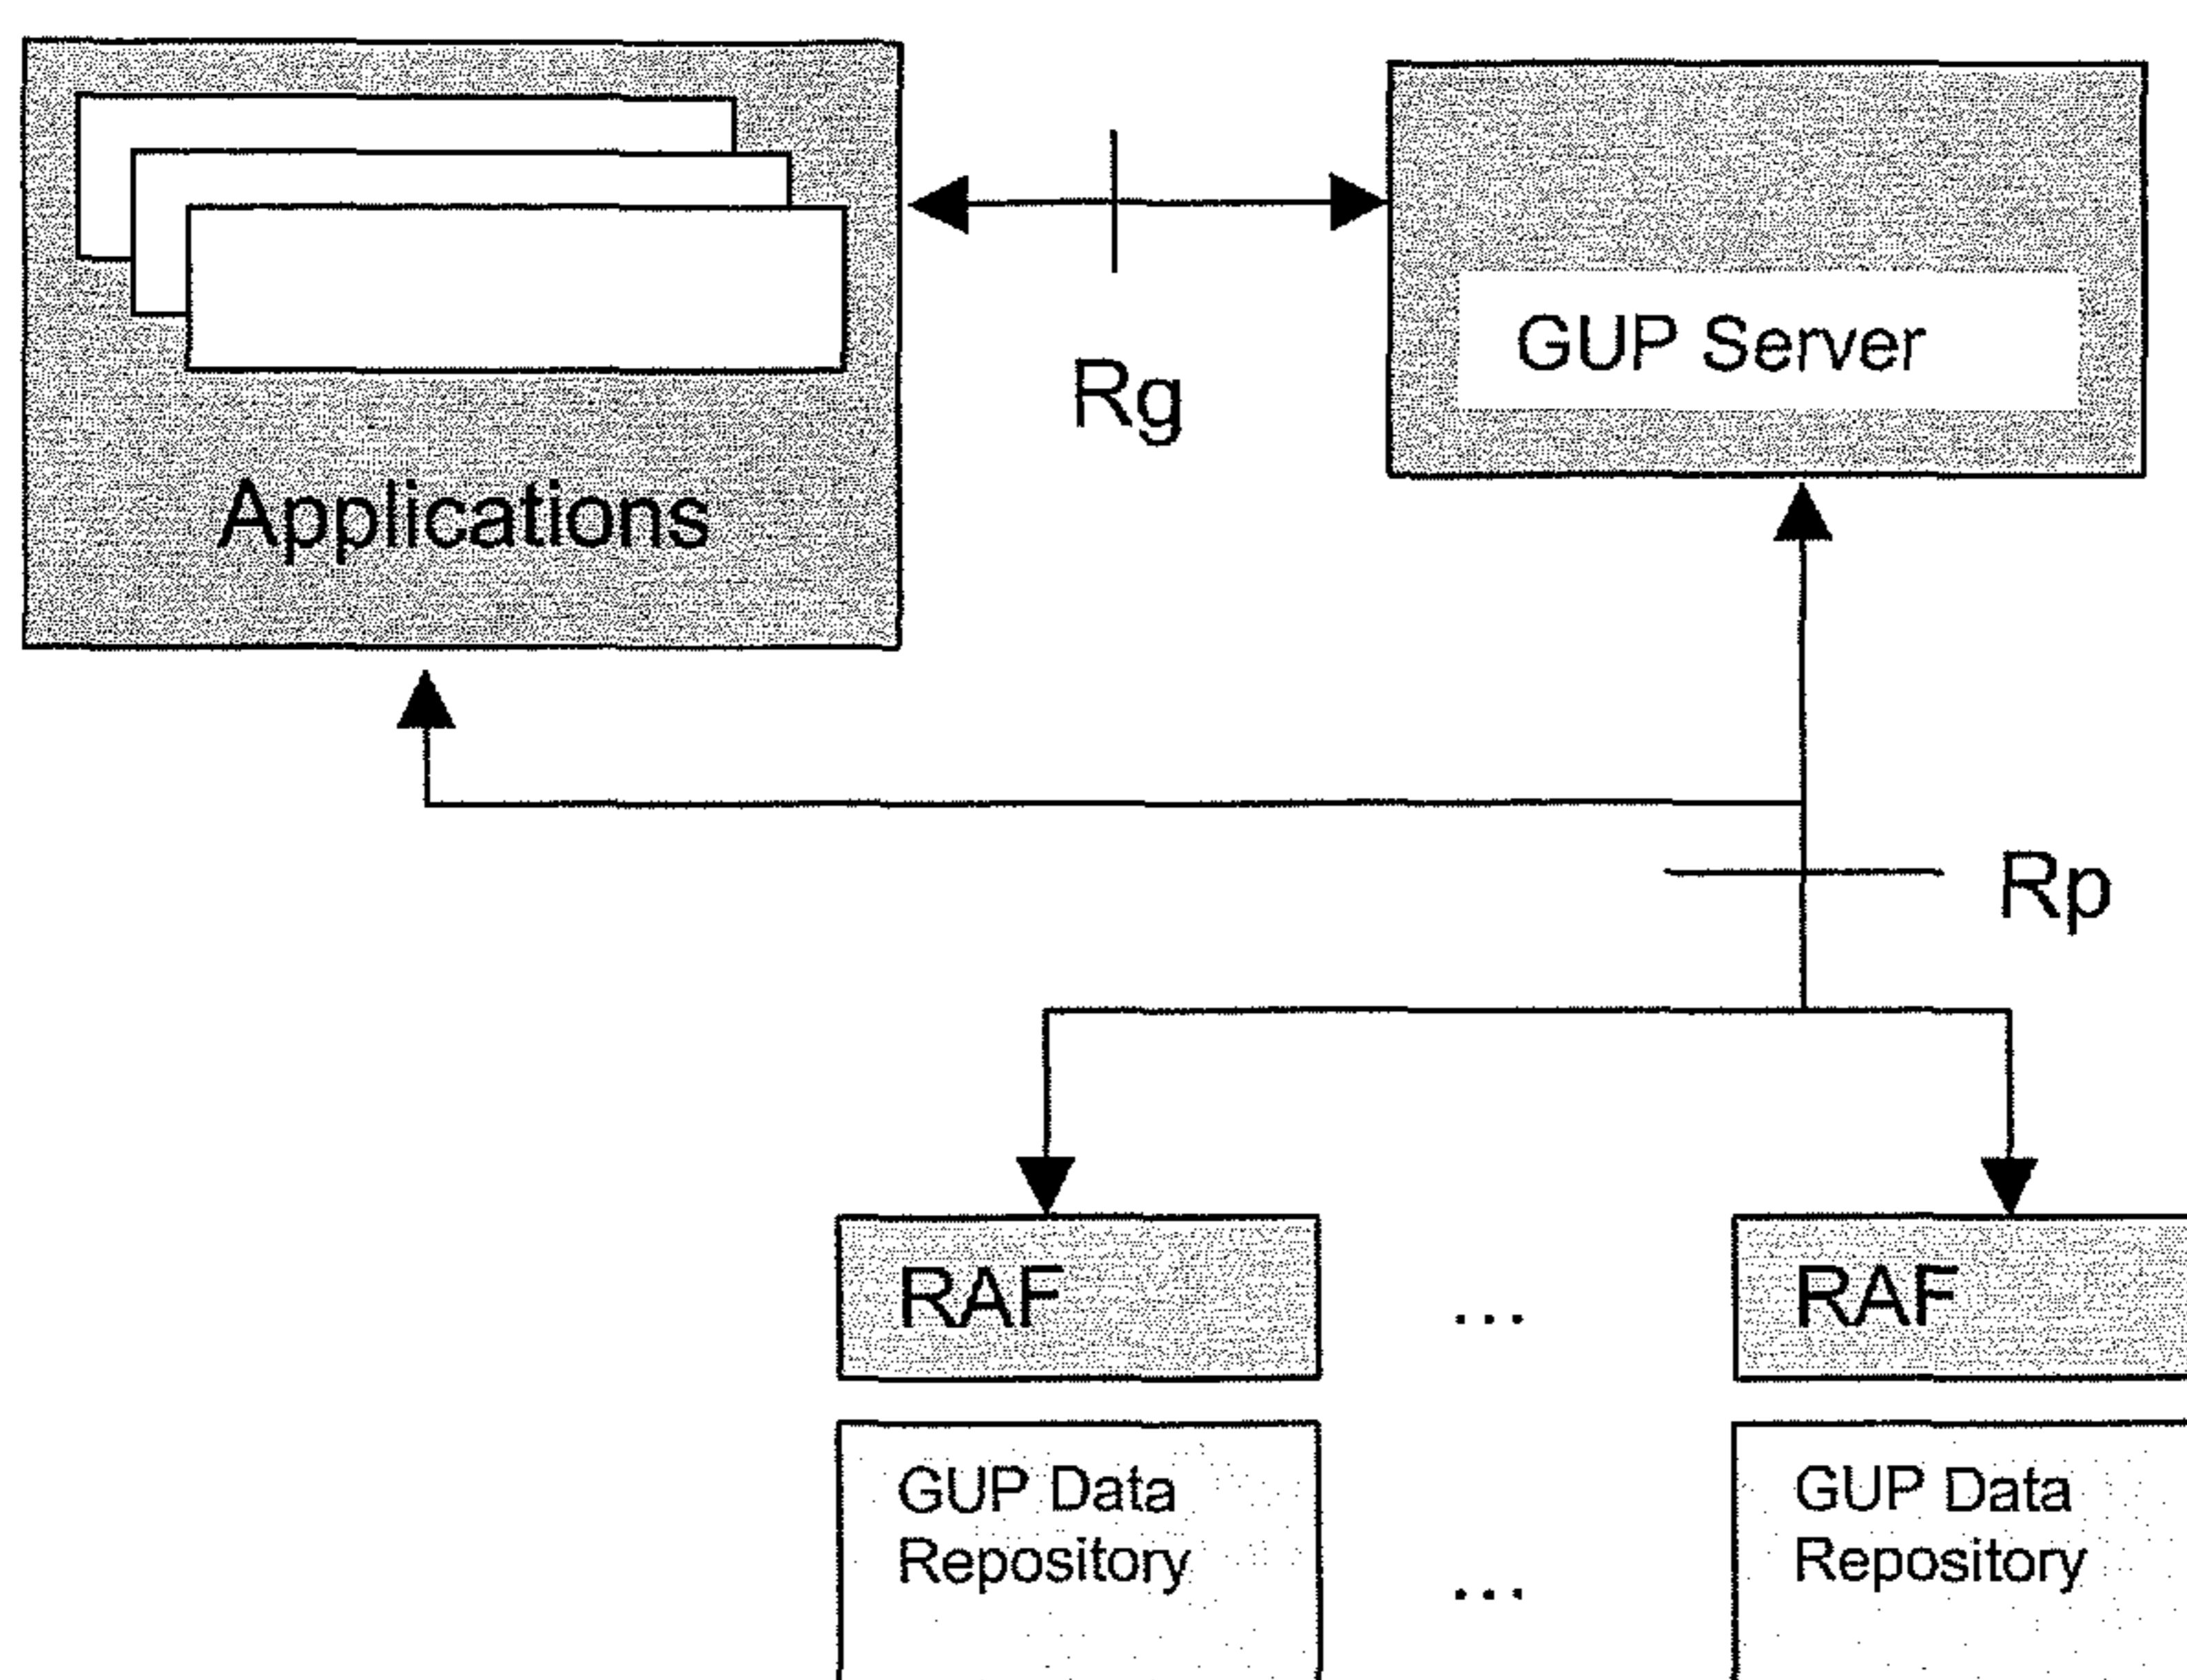 GUP Server
Rg
Applications
Rp
RAF
...
RAF
GUP Data
Repository
...
GUP Data
Repository